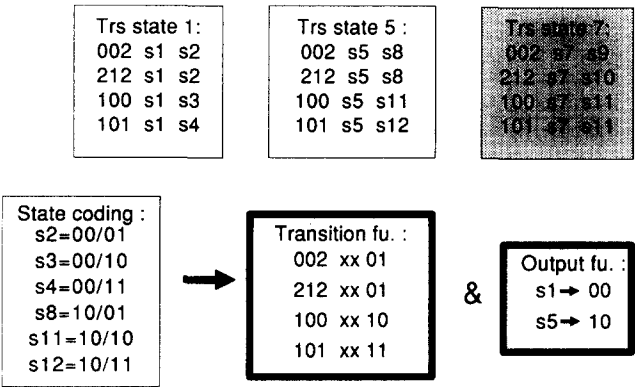 Trs state 1:
002 s1 s2
212 s1 s2
100 s1 s3
101 s1 s4
Trs state 5 :
002 s5 s8
212 s5 s8
100 s5 s11
101 s5 s12
Trs state 7:
002 s7 s9
212 s7 s10
100 s7 s11
101 s7 s11
State coding :
s2=00/01
s3=00/10
s4=00/11
s8=10/01
s11=10/10
s12=10/11
Transition fu. :
002 xx 01
212 xx 01
100 xx 10
101 xx 11
&
Output fu. :
s1→ 00
s5→ 10